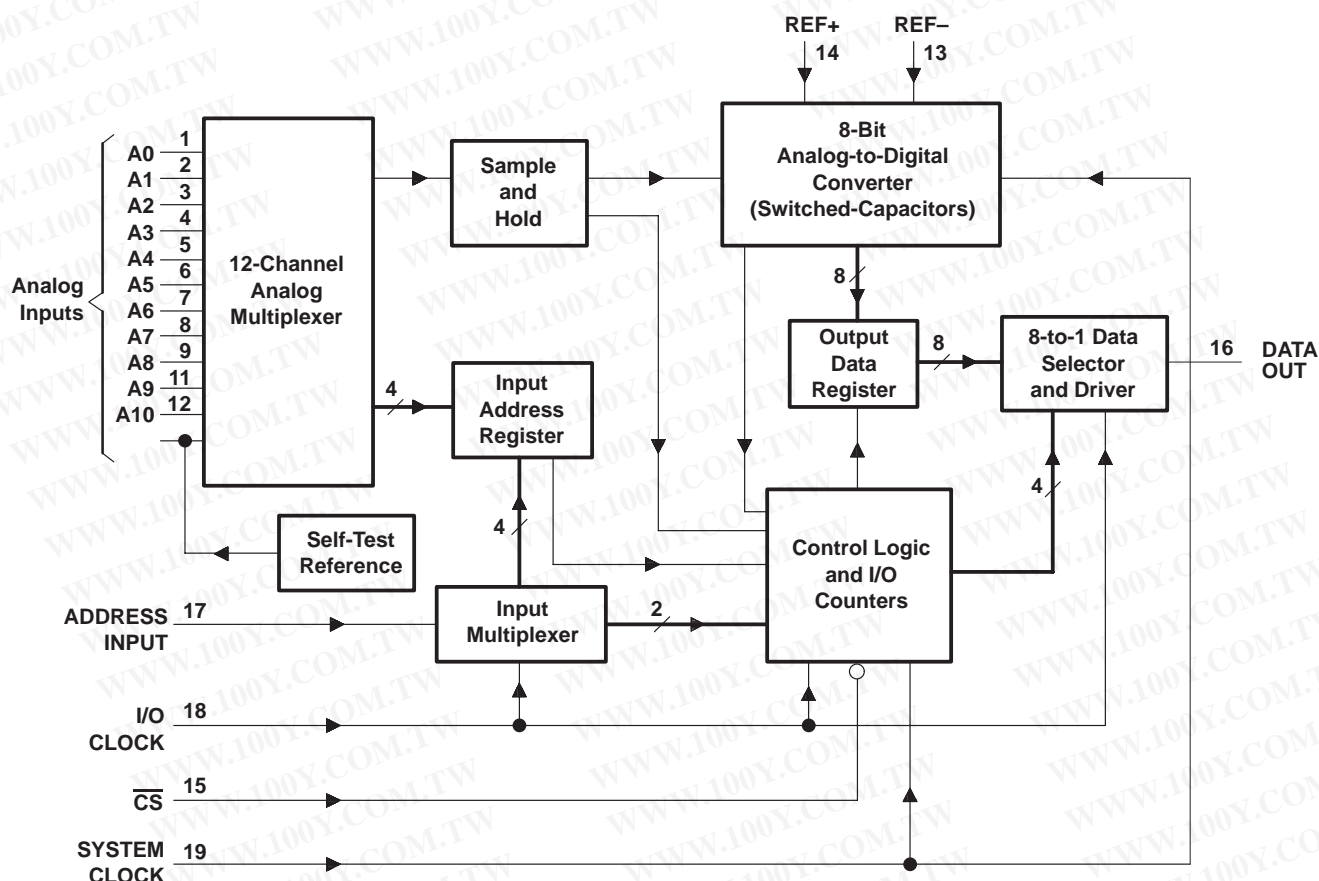 REF+
REF–
14
13
8-Bit
Analog-to-Digital
Converter
(Switched-Capacitors)
Analog
Inputs
A0
1
A1
2
A2
3
A3
4
A4
5
A5
6
A6
7
A7
8
A8
9
A9
11
A10
12
12-Channel
Analog
Multiplexer
Sample
and
Hold
8
Output
Data
Register
8
8-to-1 Data
Selector
and Driver
16
DATA
OUT
4
Input
Address
Register
4
4
Self-Test
Reference
Control Logic
and I/O
Counters
ADDRESS
INPUT
17
Input
Multiplexer
2
I/O
CLOCK
18
CS
15
SYSTEM
CLOCK
19
WWW.100Y.COM.TW